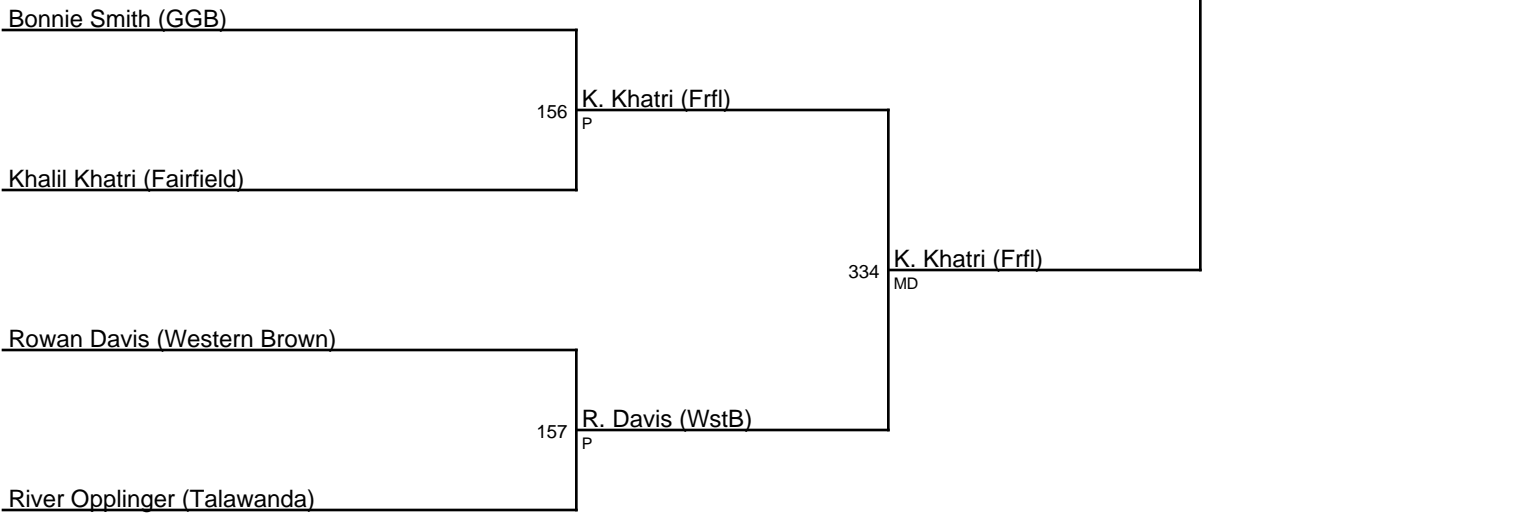 Bonnie Smith (GGB)
156
K. Khatri (Frfl)
P
Khalil Khatri (Fairfield)
334
K. Khatri (Frfl)
MD
Rowan Davis (Western Brown)
157
R. Davis (WstB)
P
River Opplinger (Talawanda)